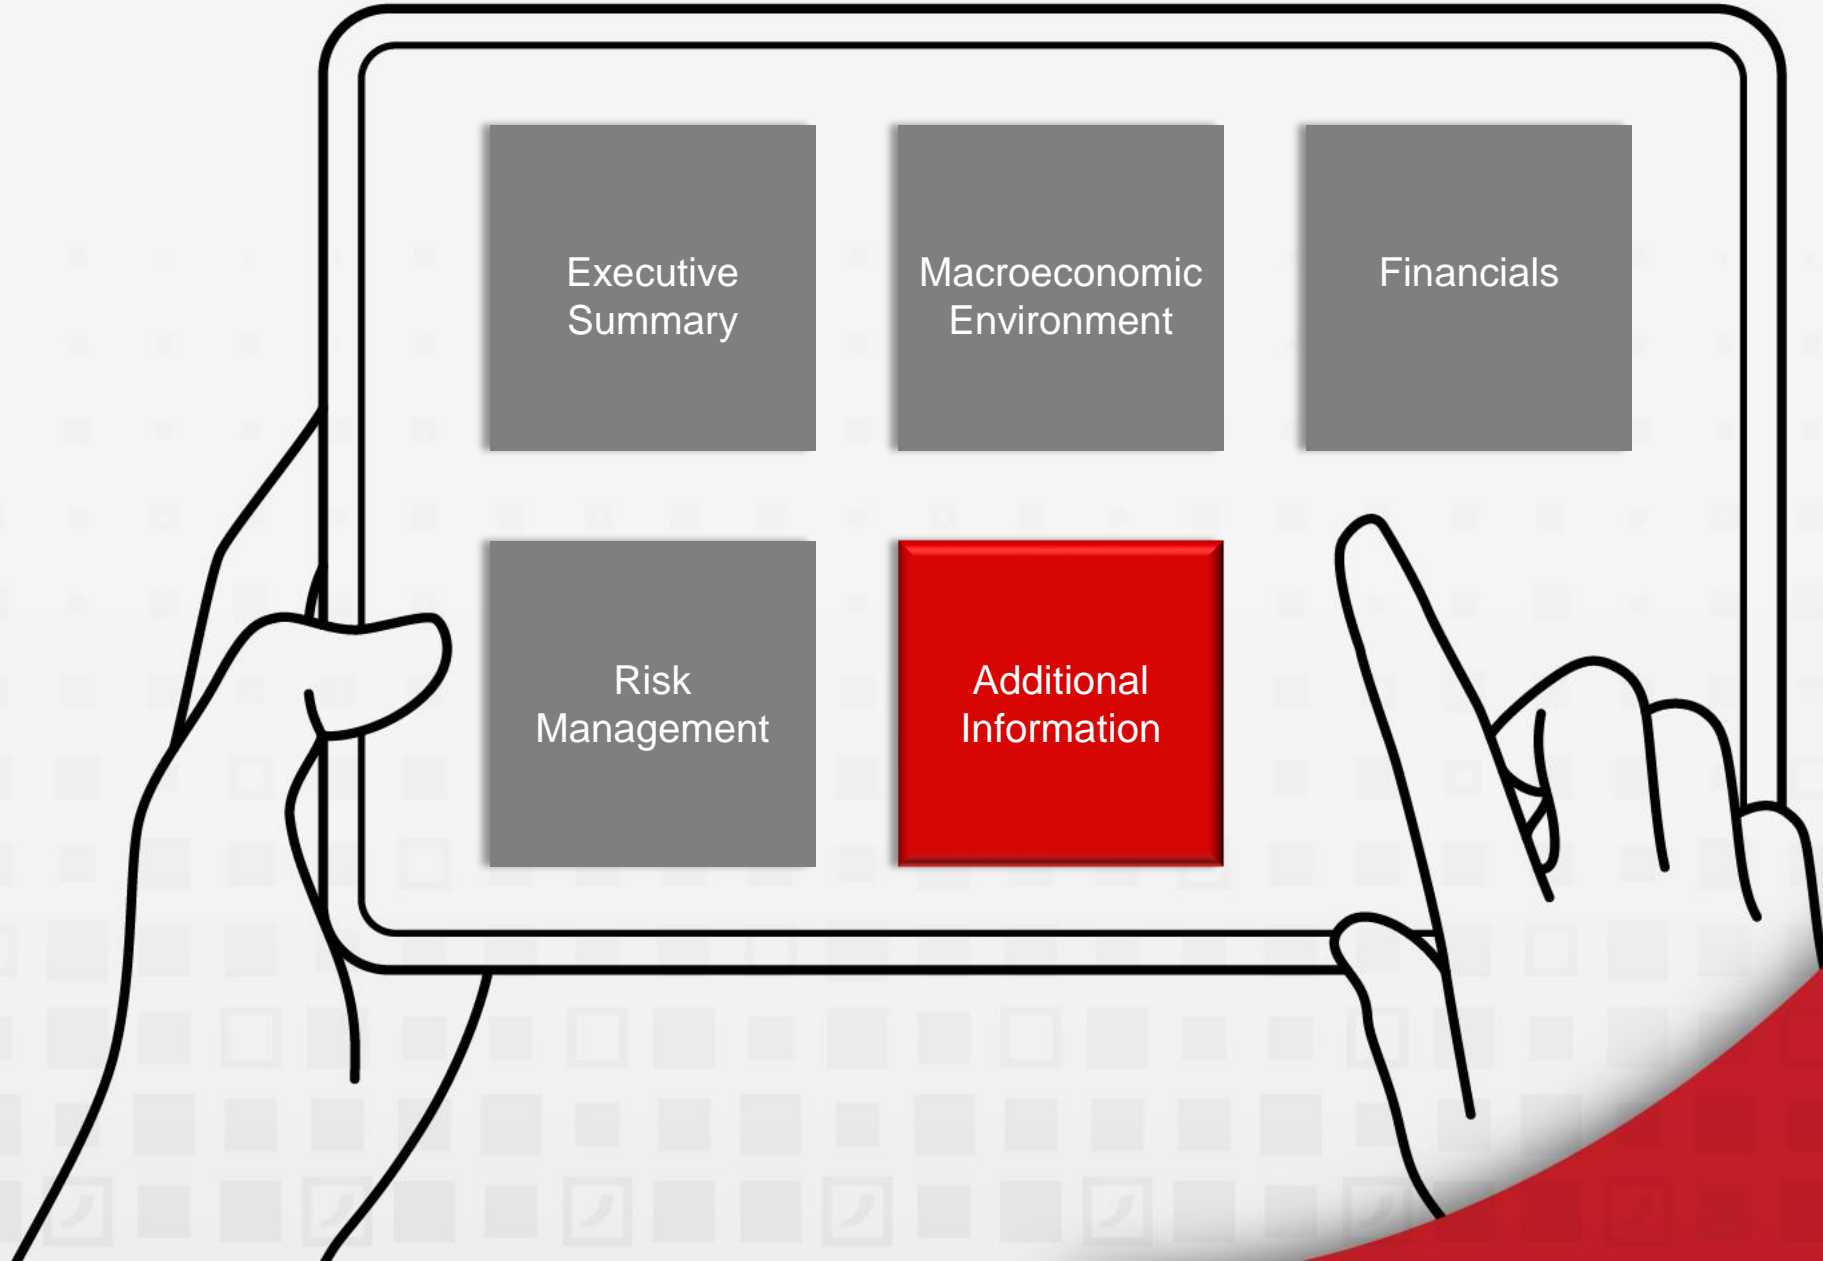 Executive
Summary
Macroeconomic
Environment
Financials
Risk
Management
Additional
Information